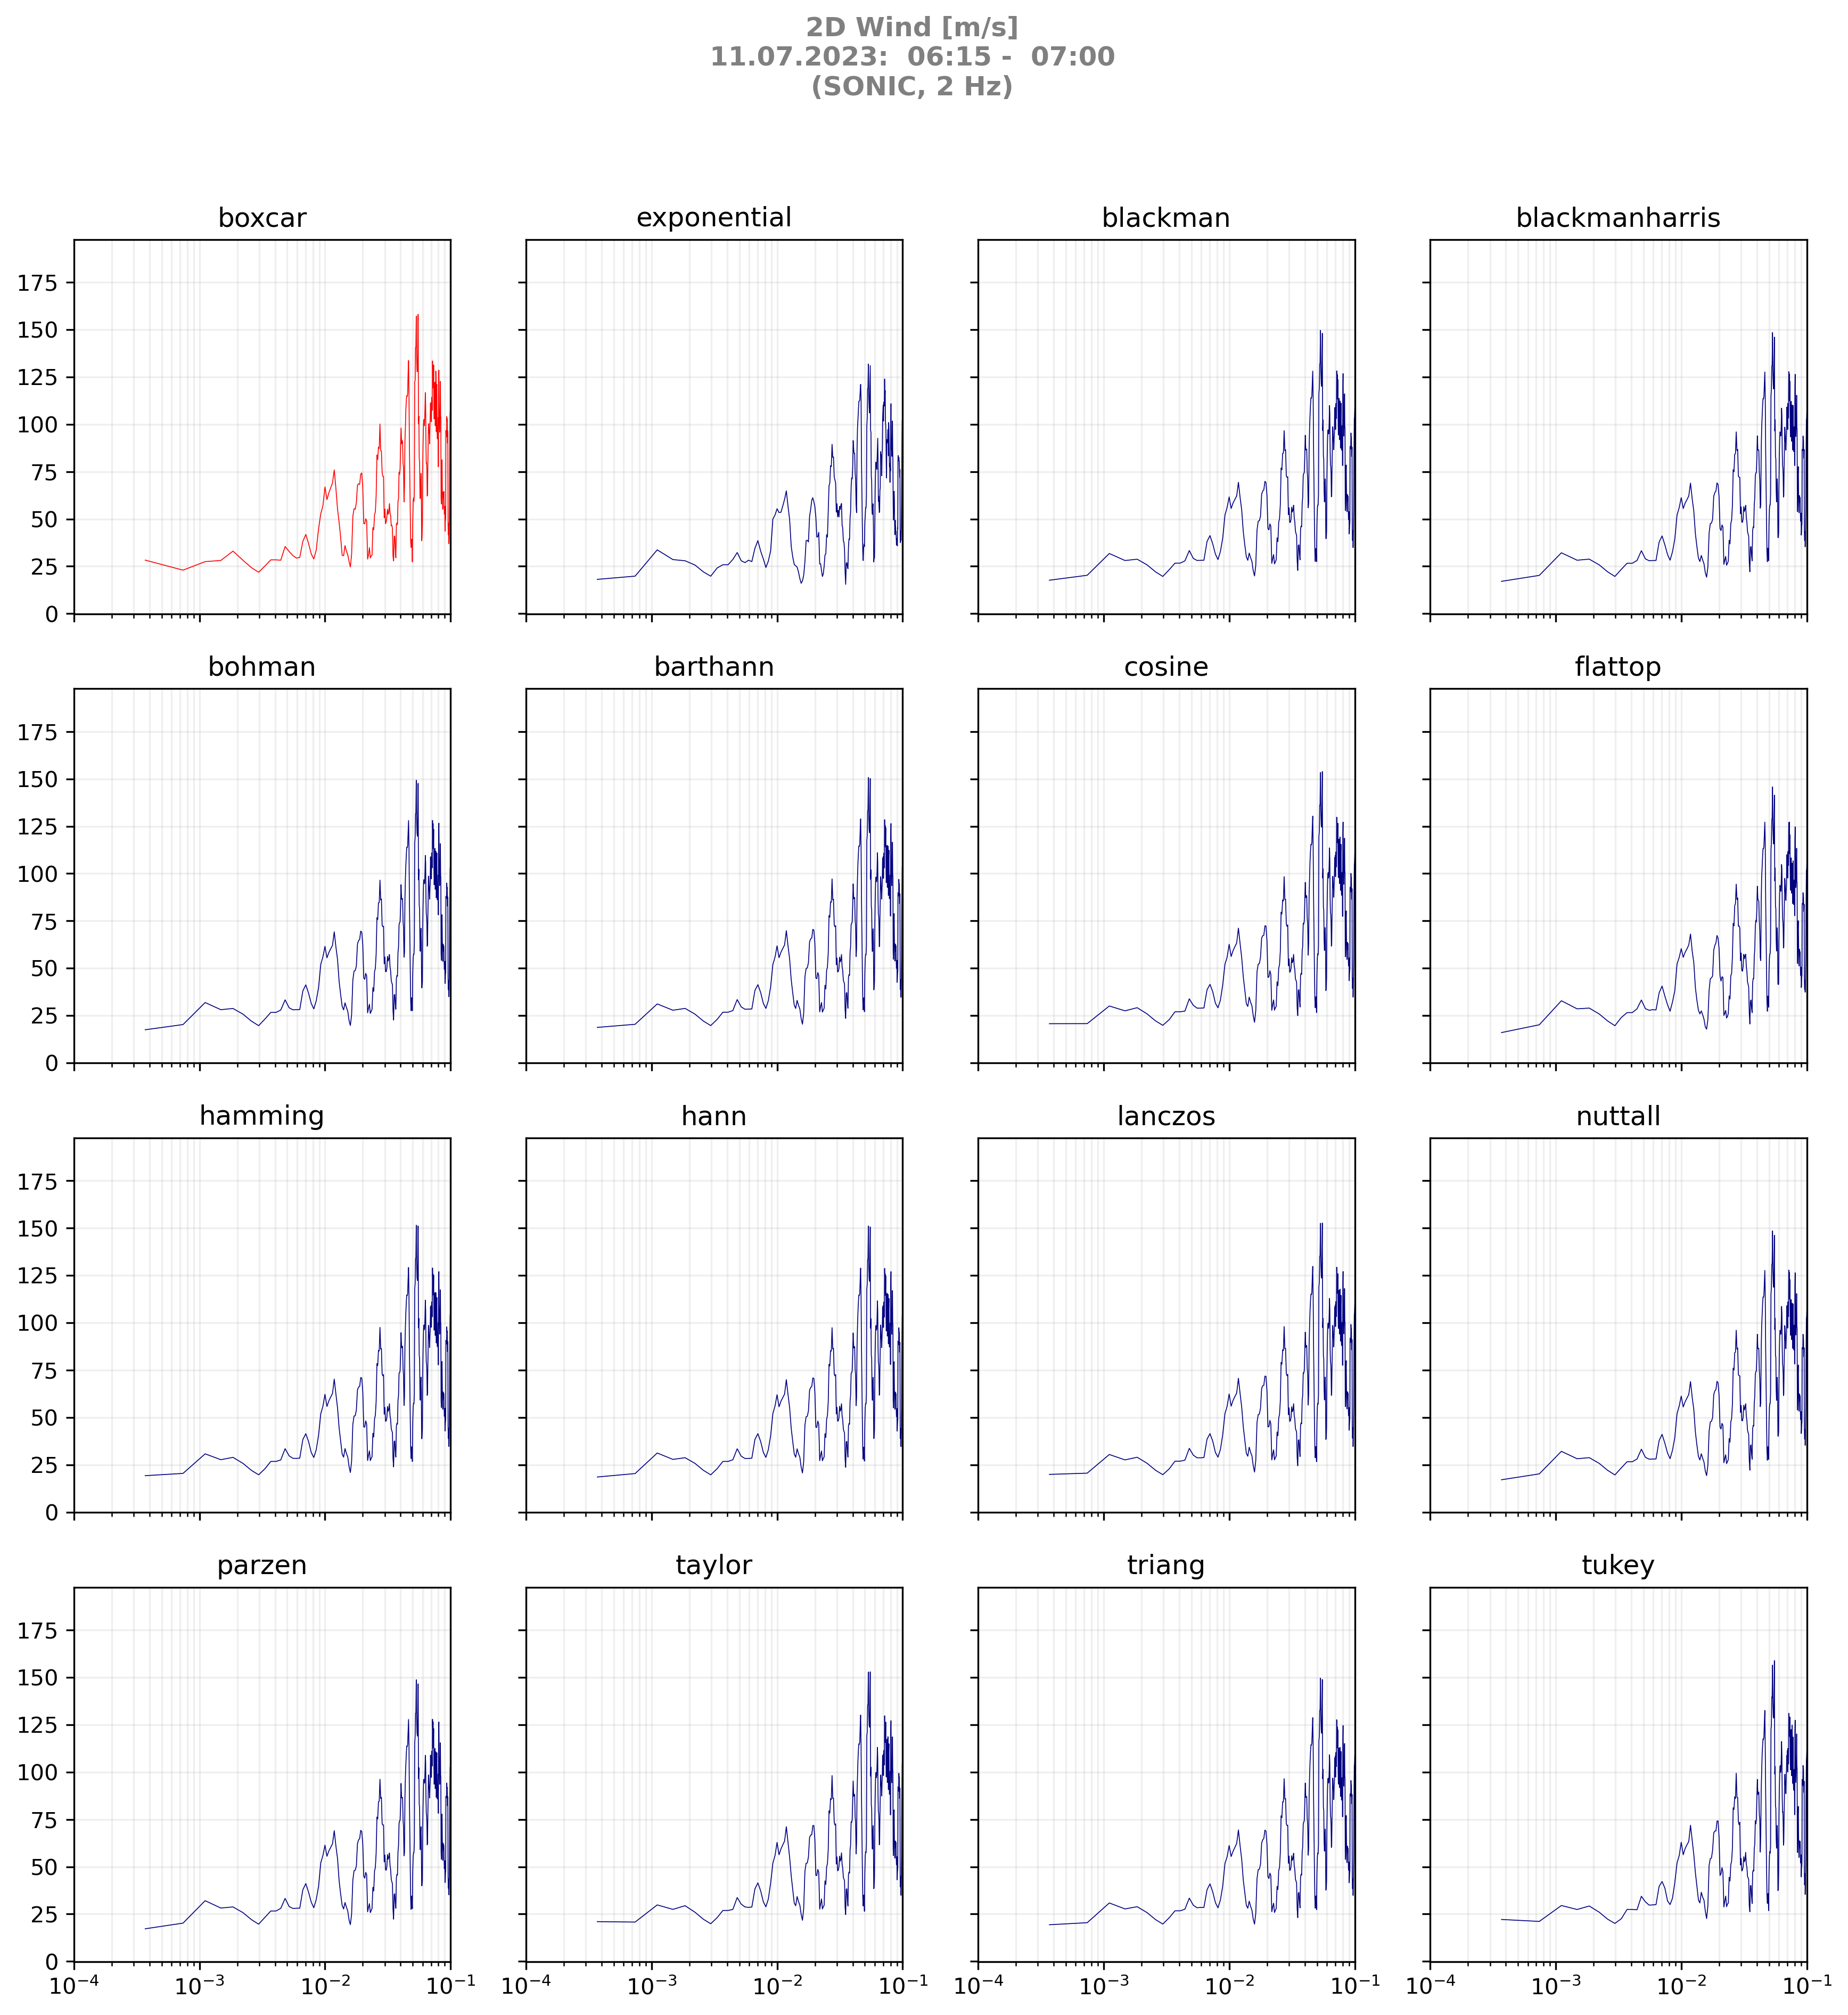 2D Wind [m/s]
11.07.2023:  06:15 -  07:00
(SONIC, 2 Hz)
boxcar
exponential
blackman
blackmanharris
175
150
125
100
75
50
25
0
bohman
barthann
cosine
flattop
175
150
125
100
75
50
25
0
hamming
hann
lanczos
nuttall
175
150
125
100
75
50
25
0
parzen
taylor
triang
tukey
175
150
125
100
75
50
25
0
10⁻⁴ 10⁻³ 10⁻² 10⁻¹
10⁻⁴ 10⁻³ 10⁻² 10⁻¹
10⁻⁴ 10⁻³ 10⁻² 10⁻¹
10⁻⁴ 10⁻³ 10⁻² 10⁻¹